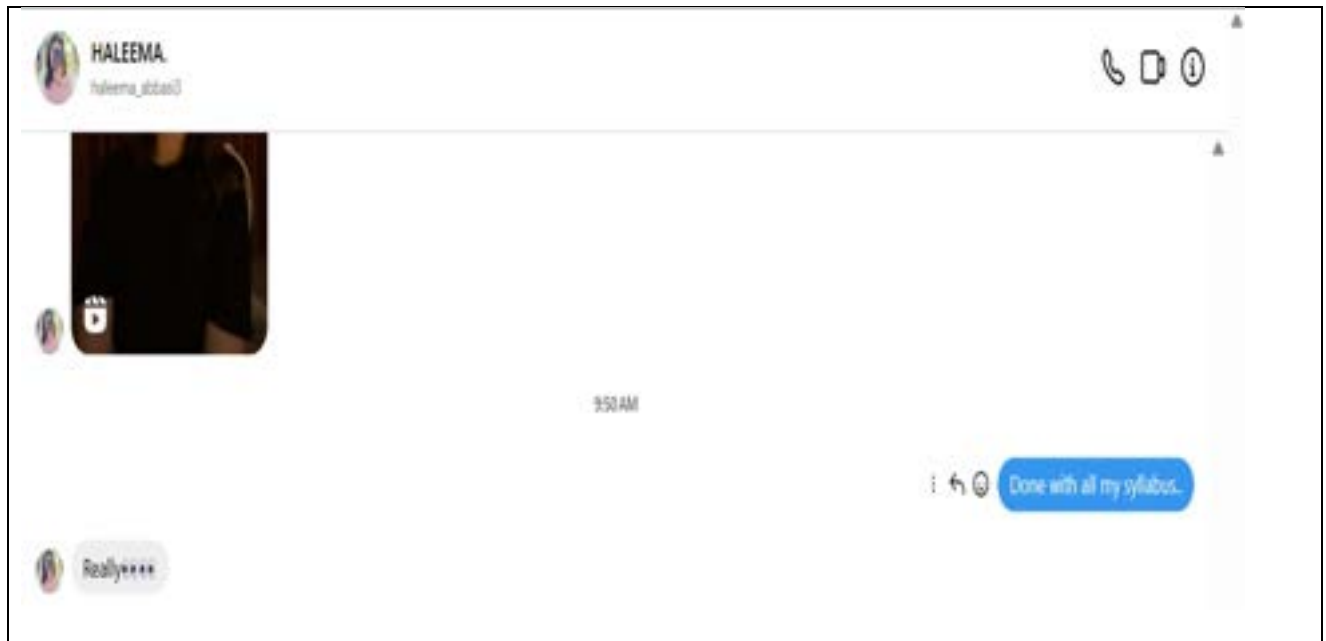 HALEEMA.
haleema_abbasi3
9:50 AM
Done with all my syllabus..
Really••••